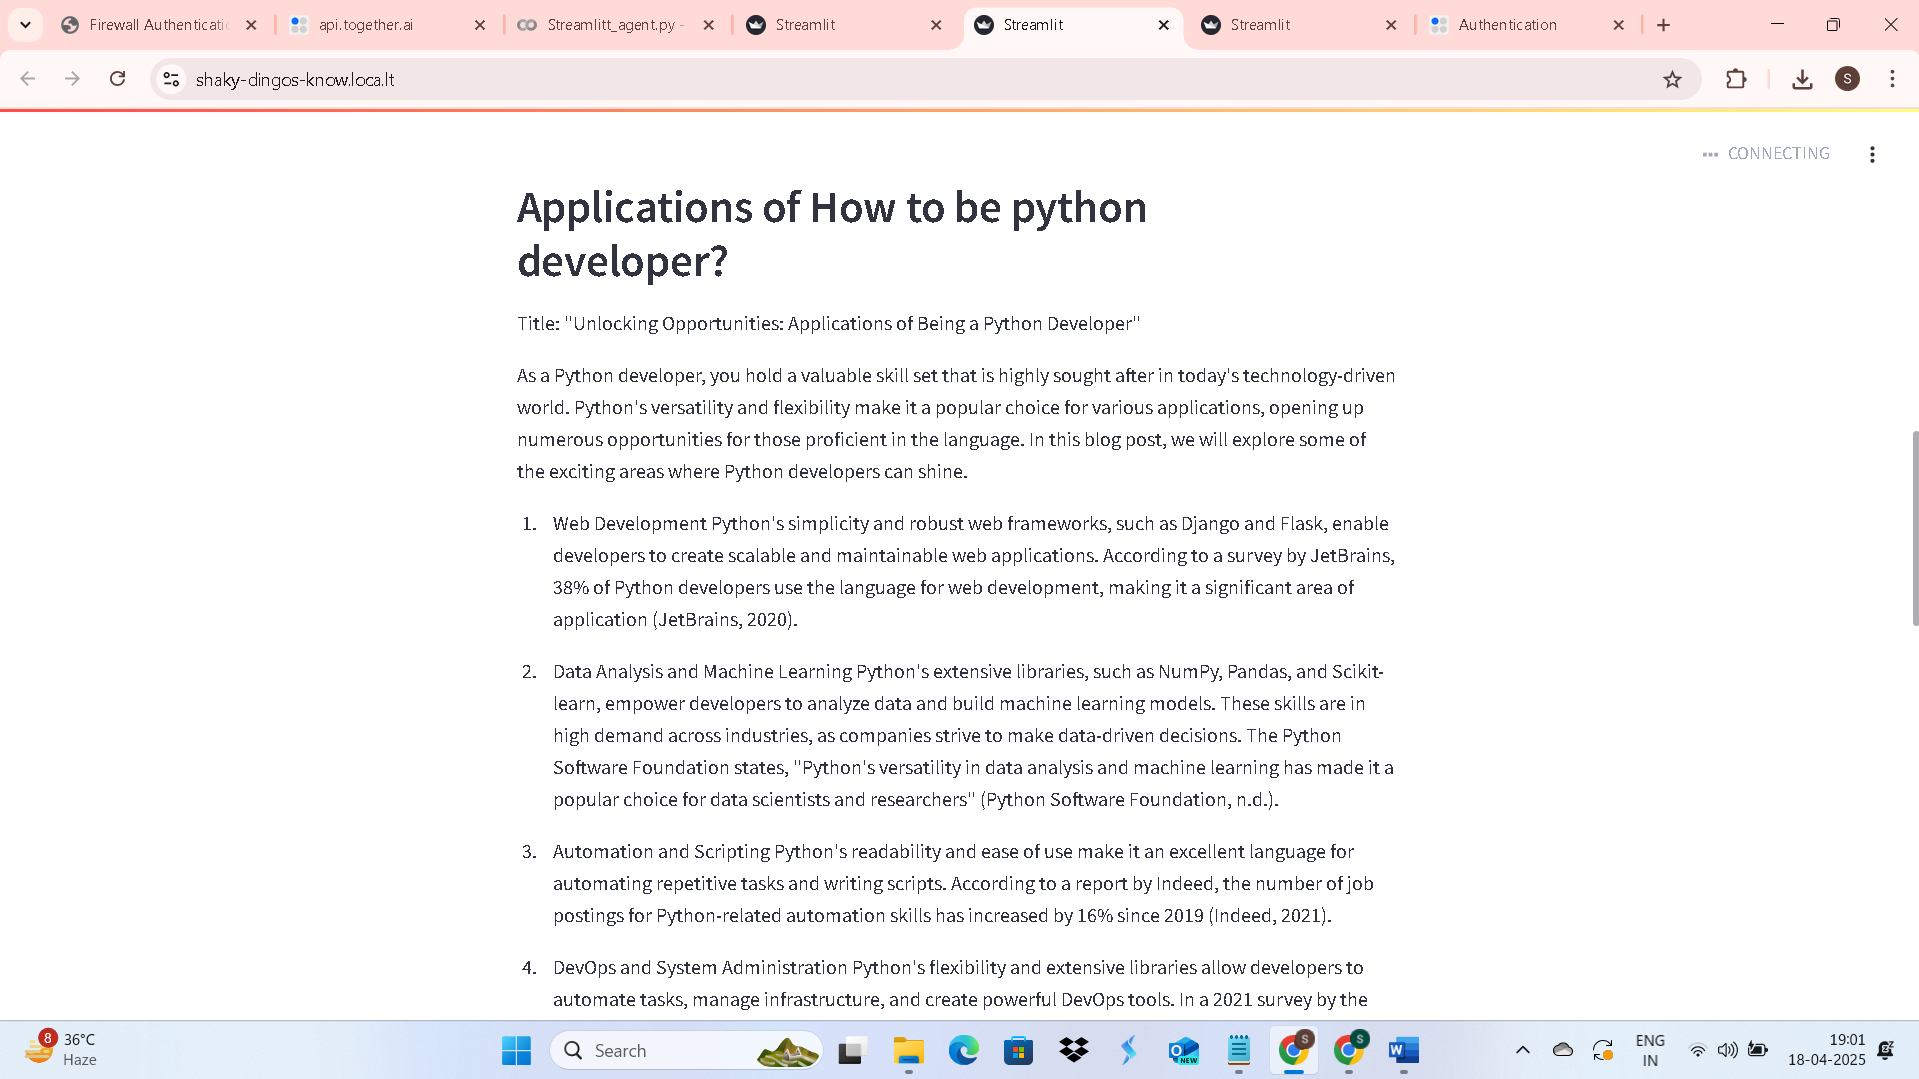 Firewall Authenticati
api.together.ai
Streamlitt_agent.py -
Streamlit
Streamlit
Streamlit
Authentication
shaky-dingos-know.loca.lt
S
CONNECTING
Applications of How to be python
developer?
Title: "Unlocking Opportunities: Applications of Being a Python Developer"
As a Python developer, you hold a valuable skill set that is highly sought after in today's technology-driven
world. Python's versatility and flexibility make it a popular choice for various applications, opening up
numerous opportunities for those proficient in the language. In this blog post, we will explore some of
the exciting areas where Python developers can shine.
1. Web Development Python's simplicity and robust web frameworks, such as Django and Flask, enable
developers to create scalable and maintainable web applications. According to a survey by JetBrains,
38% of Python developers use the language for web development, making it a significant area of
application (JetBrains, 2020).
2. Data Analysis and Machine Learning Python's extensive libraries, such as NumPy, Pandas, and Scikit-
learn, empower developers to analyze data and build machine learning models. These skills are in
high demand across industries, as companies strive to make data-driven decisions. The Python
Software Foundation states, "Python's versatility in data analysis and machine learning has made it a
popular choice for data scientists and researchers" (Python Software Foundation, n.d.).
3. Automation and Scripting Python's readability and ease of use make it an excellent language for
automating repetitive tasks and writing scripts. According to a report by Indeed, the number of job
postings for Python-related automation skills has increased by 16% since 2019 (Indeed, 2021).
4. DevOps and System Administration Python's flexibility and extensive libraries allow developers to
automate tasks, manage infrastructure, and create powerful DevOps tools. In a 2021 survey by the
8
36°C
Haze
Search
NEW
S
S
W
ENG
IN
19:01
18-04-2025